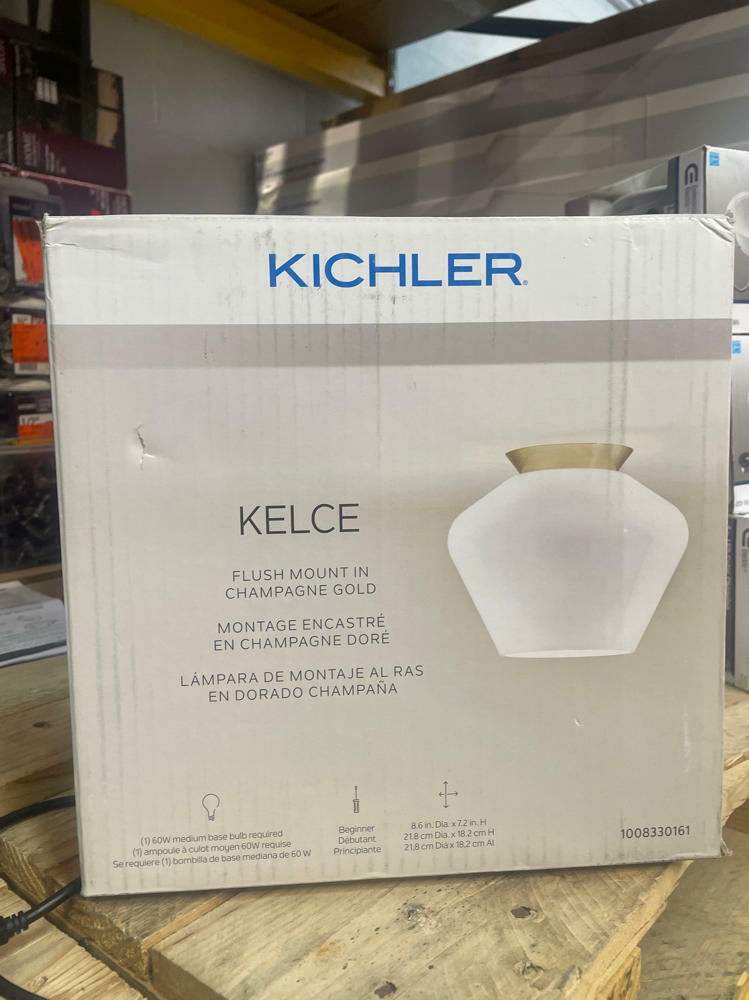 KICHLER®
KELCE
FLUSH MOUNT IN
CHAMPAGNE GOLD
MONTAGE ENCASTRÉ
EN CHAMPAGNE DORÉ
LÁMPARA DE MONTAJE AL RAS
EN DORADO CHAMPAÑA
(1) 60W medium base bulb required
(1) ampoule à culot moyen 60W requise
Se requiere (1) bombilla de base mediana de 60 W
Beginner
Débutant
Principiante
8.6 in. Dia. x 7.2 in. H
21.8 cm Dia. x 18.2 cm H
21,8 cm Diá x 18,2 cm Al
1008330161